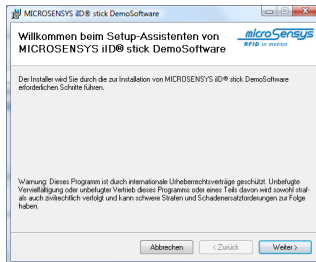 MICROSENSYS iID® stick DemoSoftware
Willkommen beim Setup-Assistenten von
MICROSENSYS iID® stick DemoSoftware
microSensys
RFID in motion
Der Installer wird Sie durch die zur Installation von MICROSENSYS iID® stick DemoSoftware
erforderlichen Schritte führen.
Warnung: Dieses Programm ist durch internationale Urheberrechtsverträge geschützt. Unbefugte
Vervielfältigung oder unbefugter Vertrieb dieses Programms oder eines Teils davon wird sowohl straf-
als auch zivilrechtlich verfolgt und kann schwere Strafen und Schadenersatzforderungen zur Folge
haben.
Abbrechen
< Zurück
Weiter >